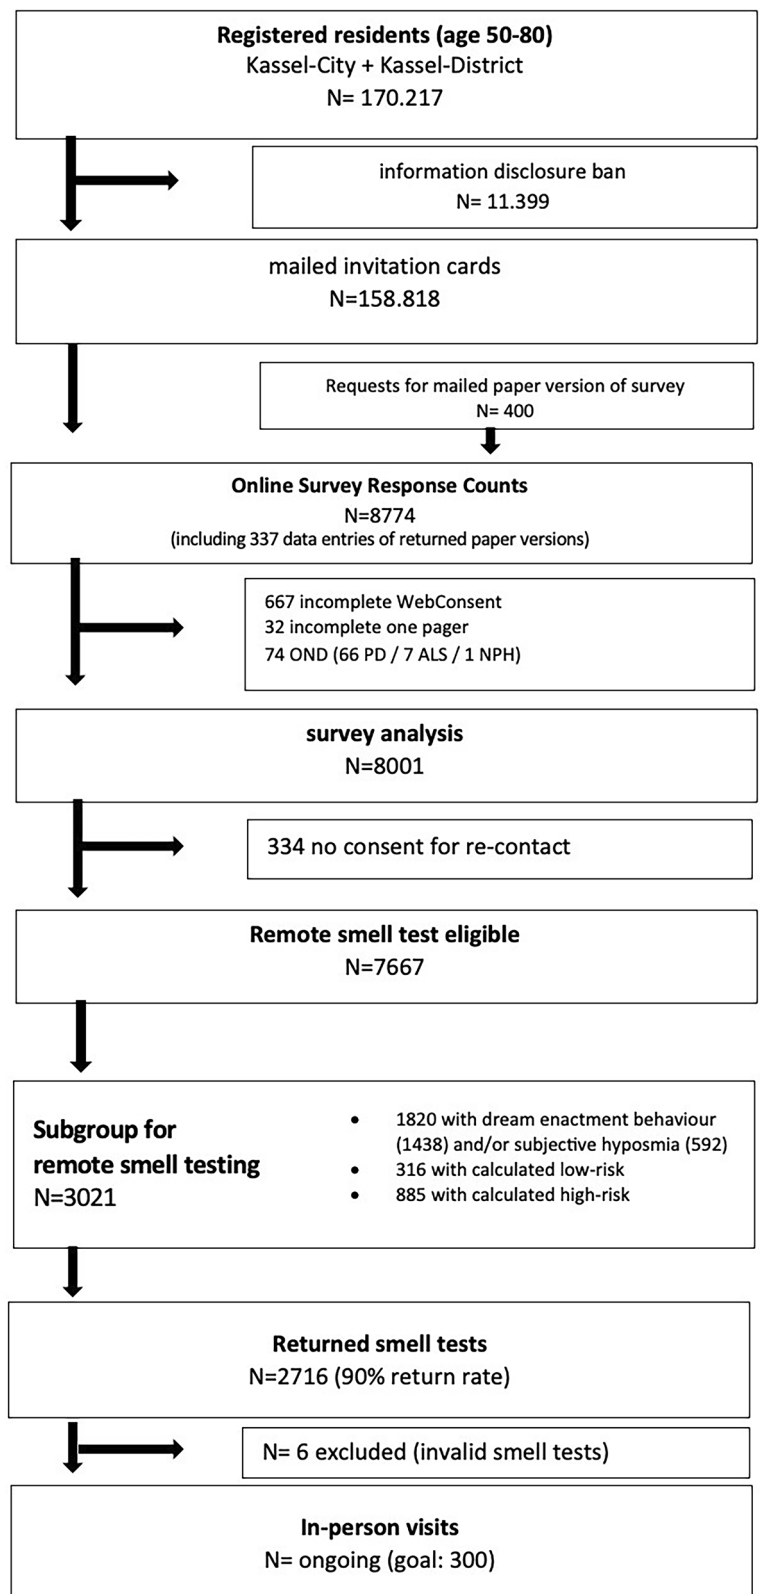 Registered residents (age 50-80)
Kassel-City + Kassel-District
N= 170.217
information disclosure ban
N= 11.399
mailed invitation cards
N=158.818
Requests for mailed paper version of survey
N= 400
Online Survey Response Counts
N=8774
(including 337 data entries of returned paper versions)
667 incomplete WebConsent
32 incomplete one pager
74 OND (66 PD / 7 ALS / 1 NPH)
survey analysis
N=8001
334 no consent for re-contact
Remote smell test eligible
N=7667
Subgroup for
remote smell testing
N=3021
• 1820 with dream enactment behaviour
(1438) and/or subjective hyposmia (592)
• 316 with calculated low-risk
• 885 with calculated high-risk
Returned smell tests
N=2716 (90% return rate)
N= 6 excluded (invalid smell tests)
In-person visits
N= ongoing (goal: 300)